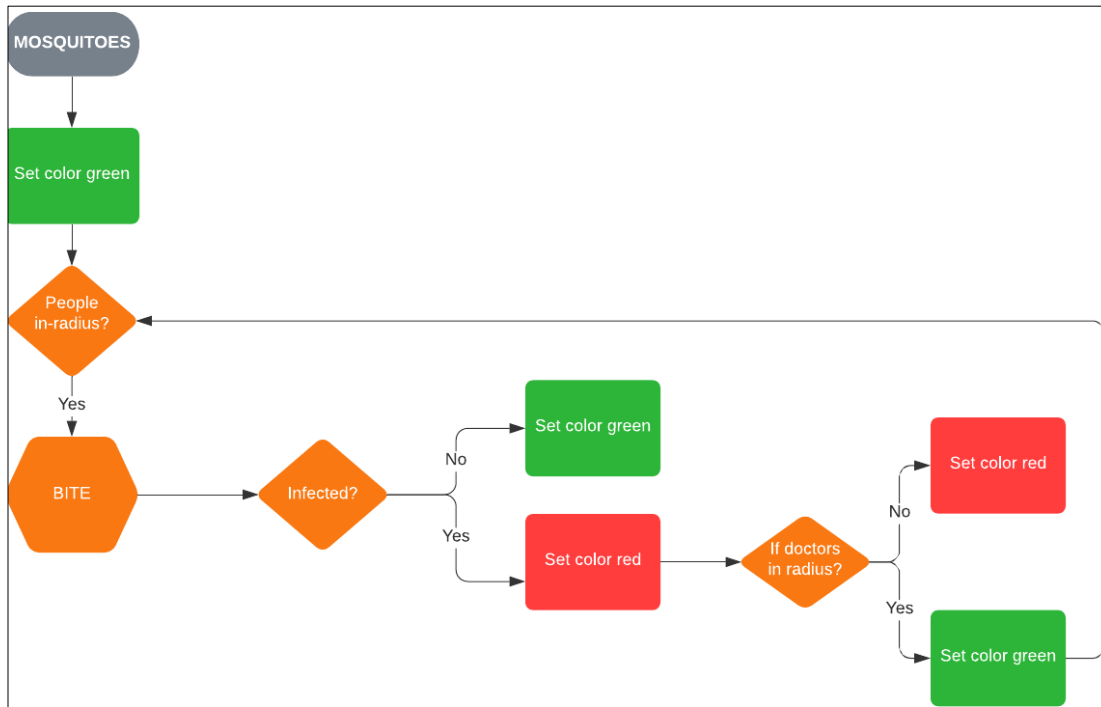 MOSQUITOES
Set color green
People
in-radius?
Yes
BITE
Infected?
No
Set color green
Yes
Set color red
If doctors
in radius?
No
Set color red
Yes
Set color green